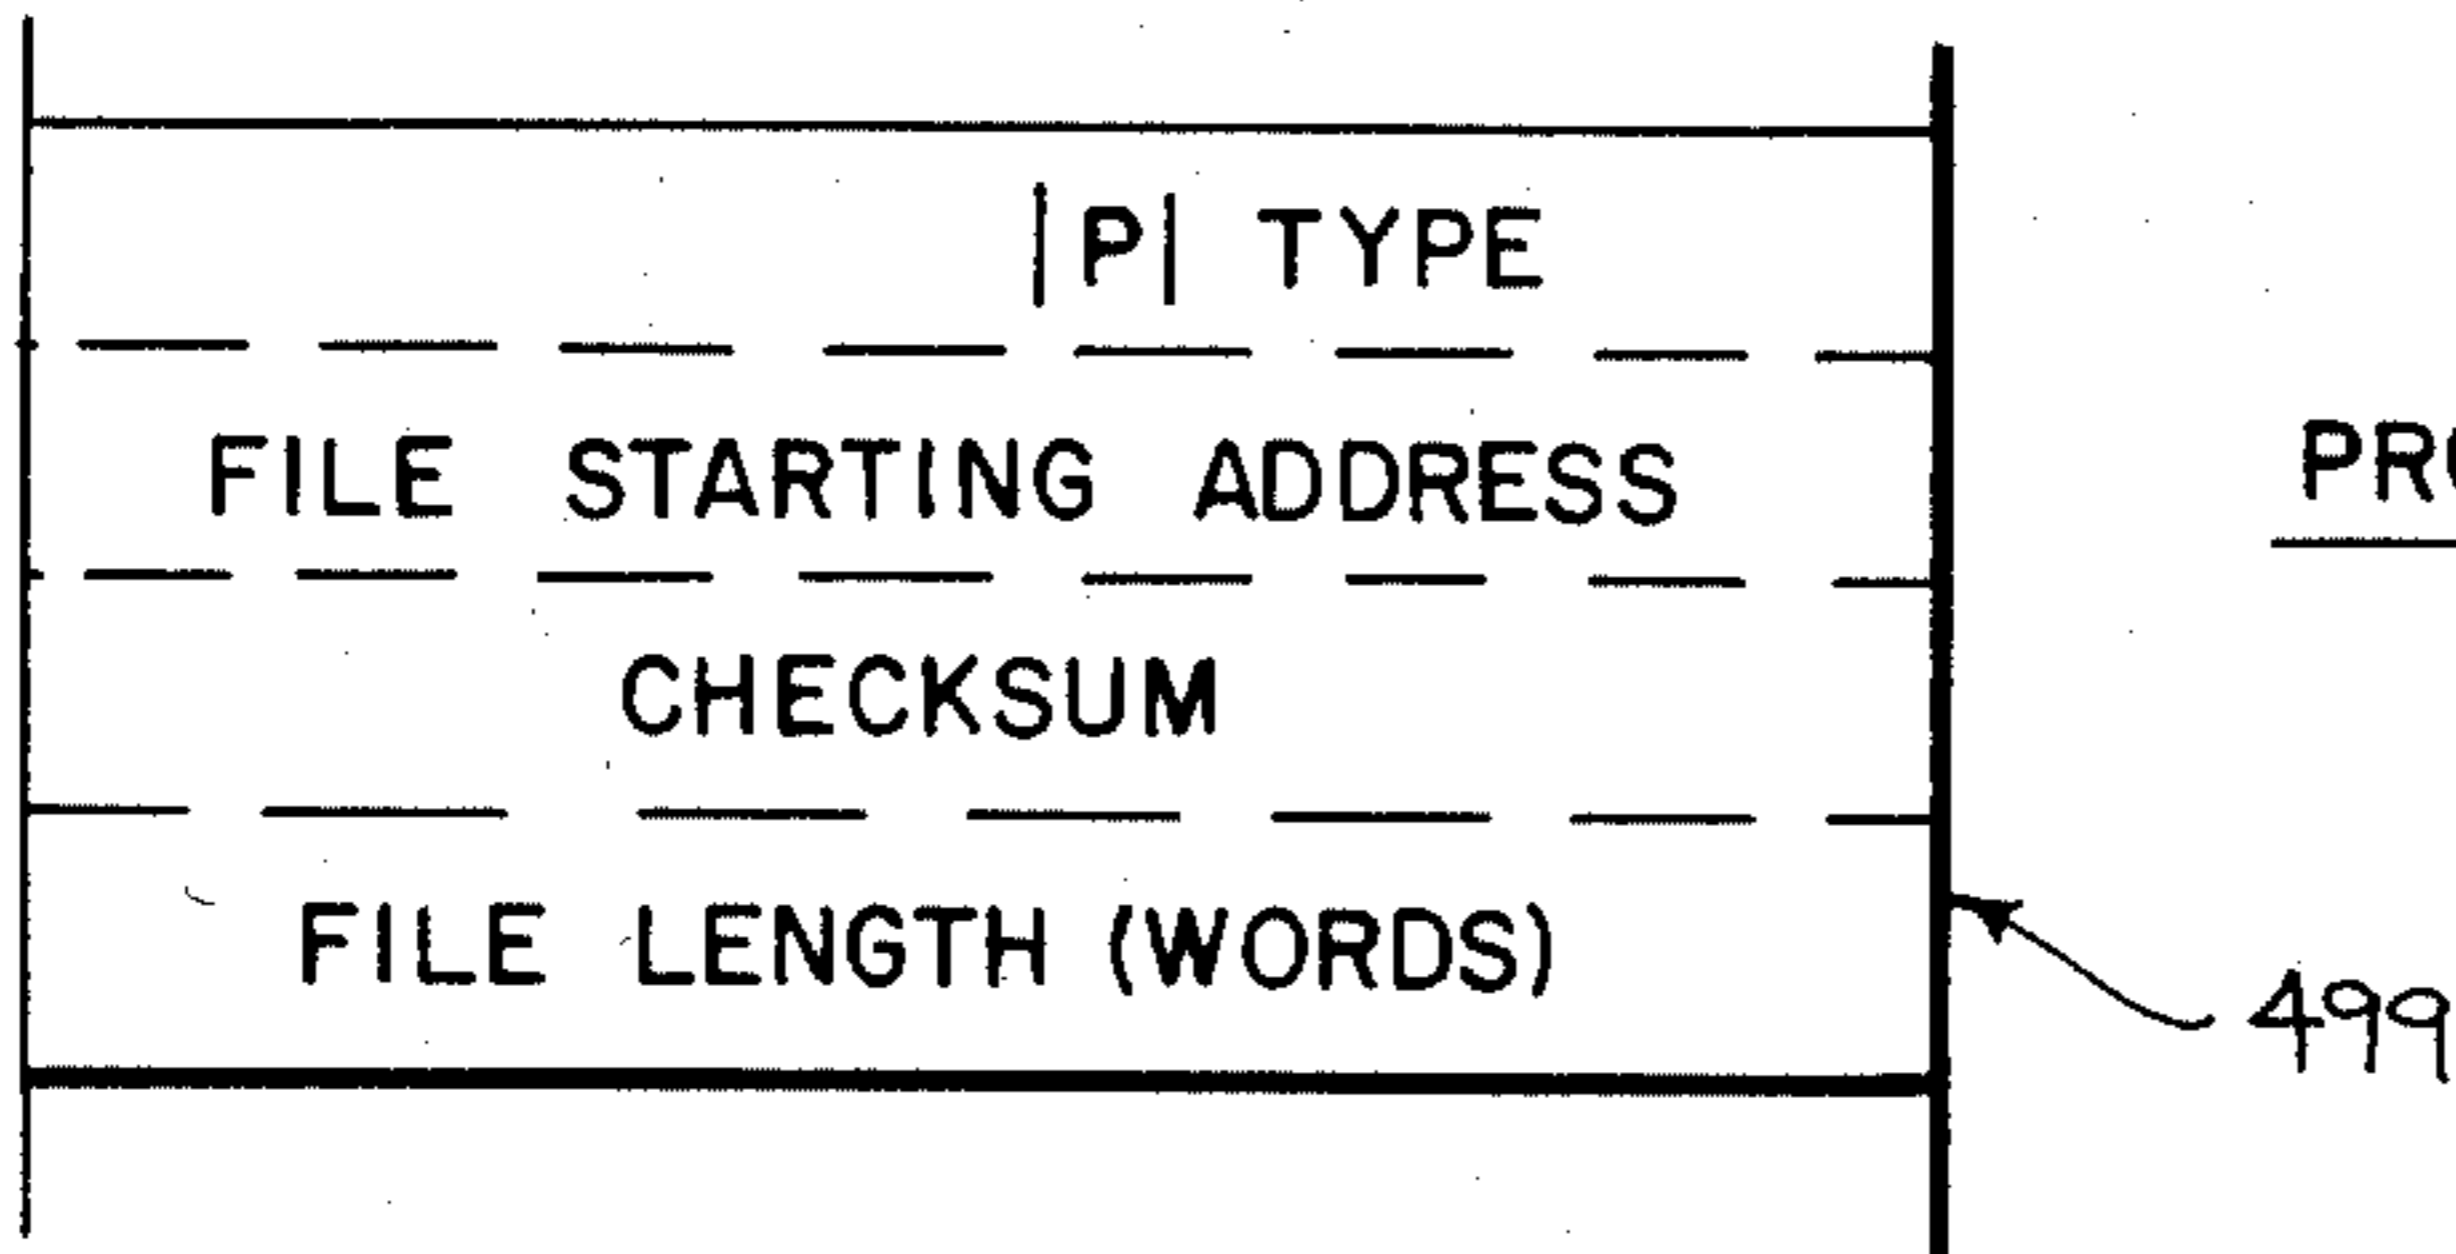 |P| TYPE
FILE STARTING ADDRESS
CHECKSUM
FILE LENGTH (WORDS)
499